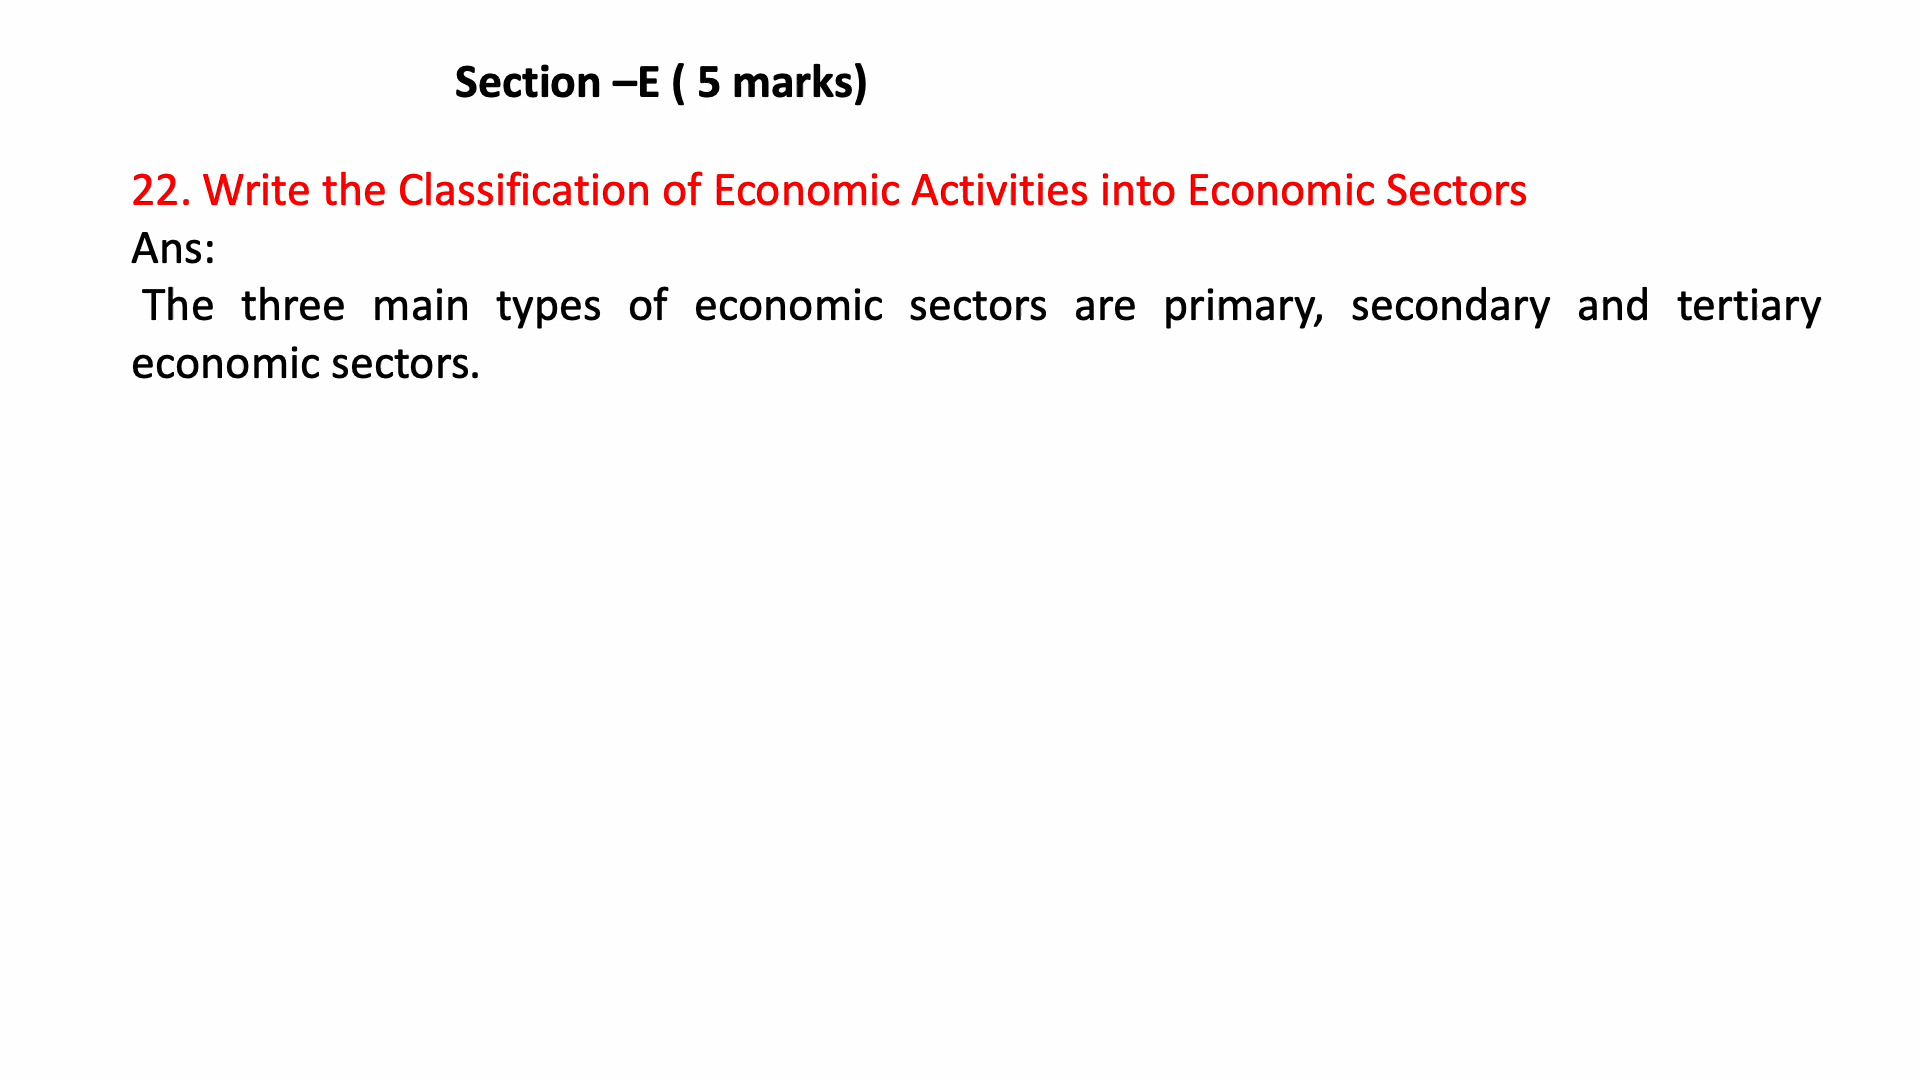 Section –E ( 5 marks)
22. Write the Classification of Economic Activities into Economic Sectors
Ans:
The three main types of economic sectors are primary, secondary and tertiary
economic sectors.